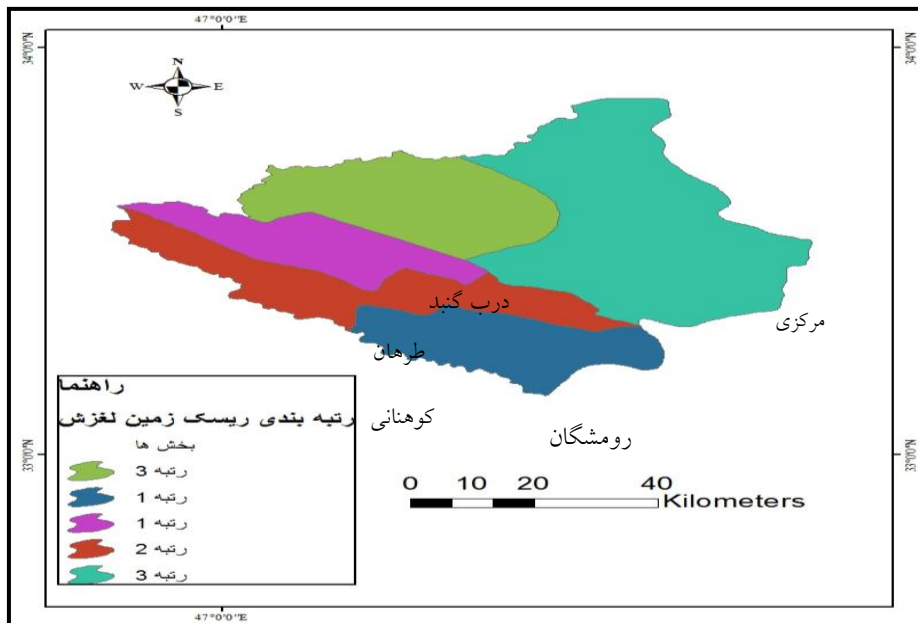 47°0'0"E
34°0'0"N
34°0'0"N
N
W E
S
درب گنبد
مرکزی
طرهان
کوهنانی
رومشگان
33°0'0"N
33°0'0"N
راهنما
رتبه بندی ریسک زمین لغزش
بخش ها
رتبه 3
رتبه 1
رتبه 1
رتبه 2
رتبه 3
0 10 20 40
Kilometers
47°0'0"E